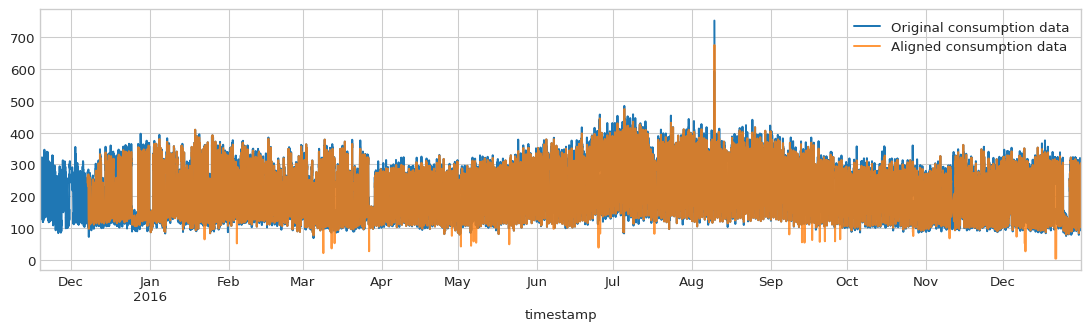 Original consumption data
Aligned consumption data
700
600
500
400
300
200
100
0
Dec Jan Feb Mar Apr May Jun Jul Aug Sep Oct Nov Dec
2016
timestamp